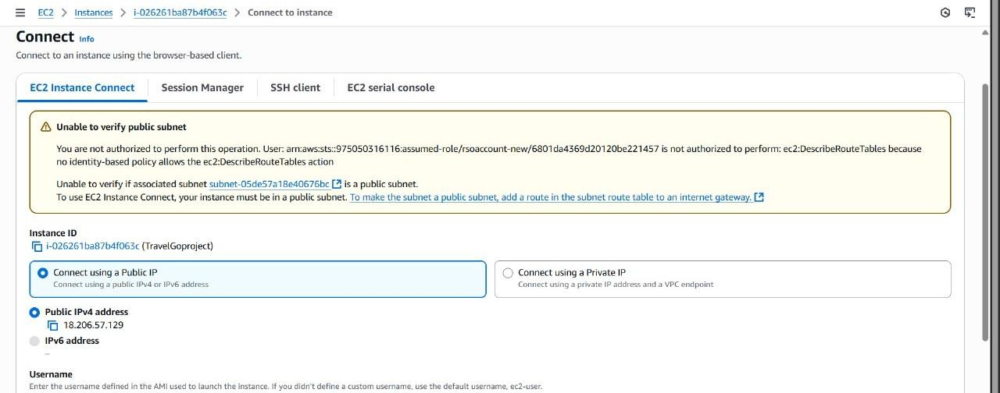 EC2 > Instances > i-026261ba87b4f063c > Connect to instance
Connect Info
Connect to an instance using the browser-based client.
EC2 Instance Connect Session Manager SSH client EC2 serial console
Unable to verify public subnet
You are not authorized to perform this operation. User: arn:aws:sts::975050316116:assumed-role/rsoaccount-new/6801da4369d20120be221457 is not authorized to perform: ec2:DescribeRouteTables because
no identity-based policy allows the ec2:DescribeRouteTables action
Unable to verify if associated subnet subnet-05de57a18e40676bc is a public subnet.
To use EC2 Instance Connect, your instance must be in a public subnet. To make the subnet a public subnet, add a route in the subnet route table to an internet gateway.
Instance ID
i-026261ba87b4f063c (TravelGoproject)
Connect using a Public IP
Connect using a public IPv4 or IPv6 address
Connect using a Private IP
Connect using a private IP address and a VPC endpoint
Public IPv4 address
18.206.57.129
IPv6 address
–
Username
Enter the username defined in the AMI used to launch the instance. If you didn't define a custom username, use the default username, ec2-user.